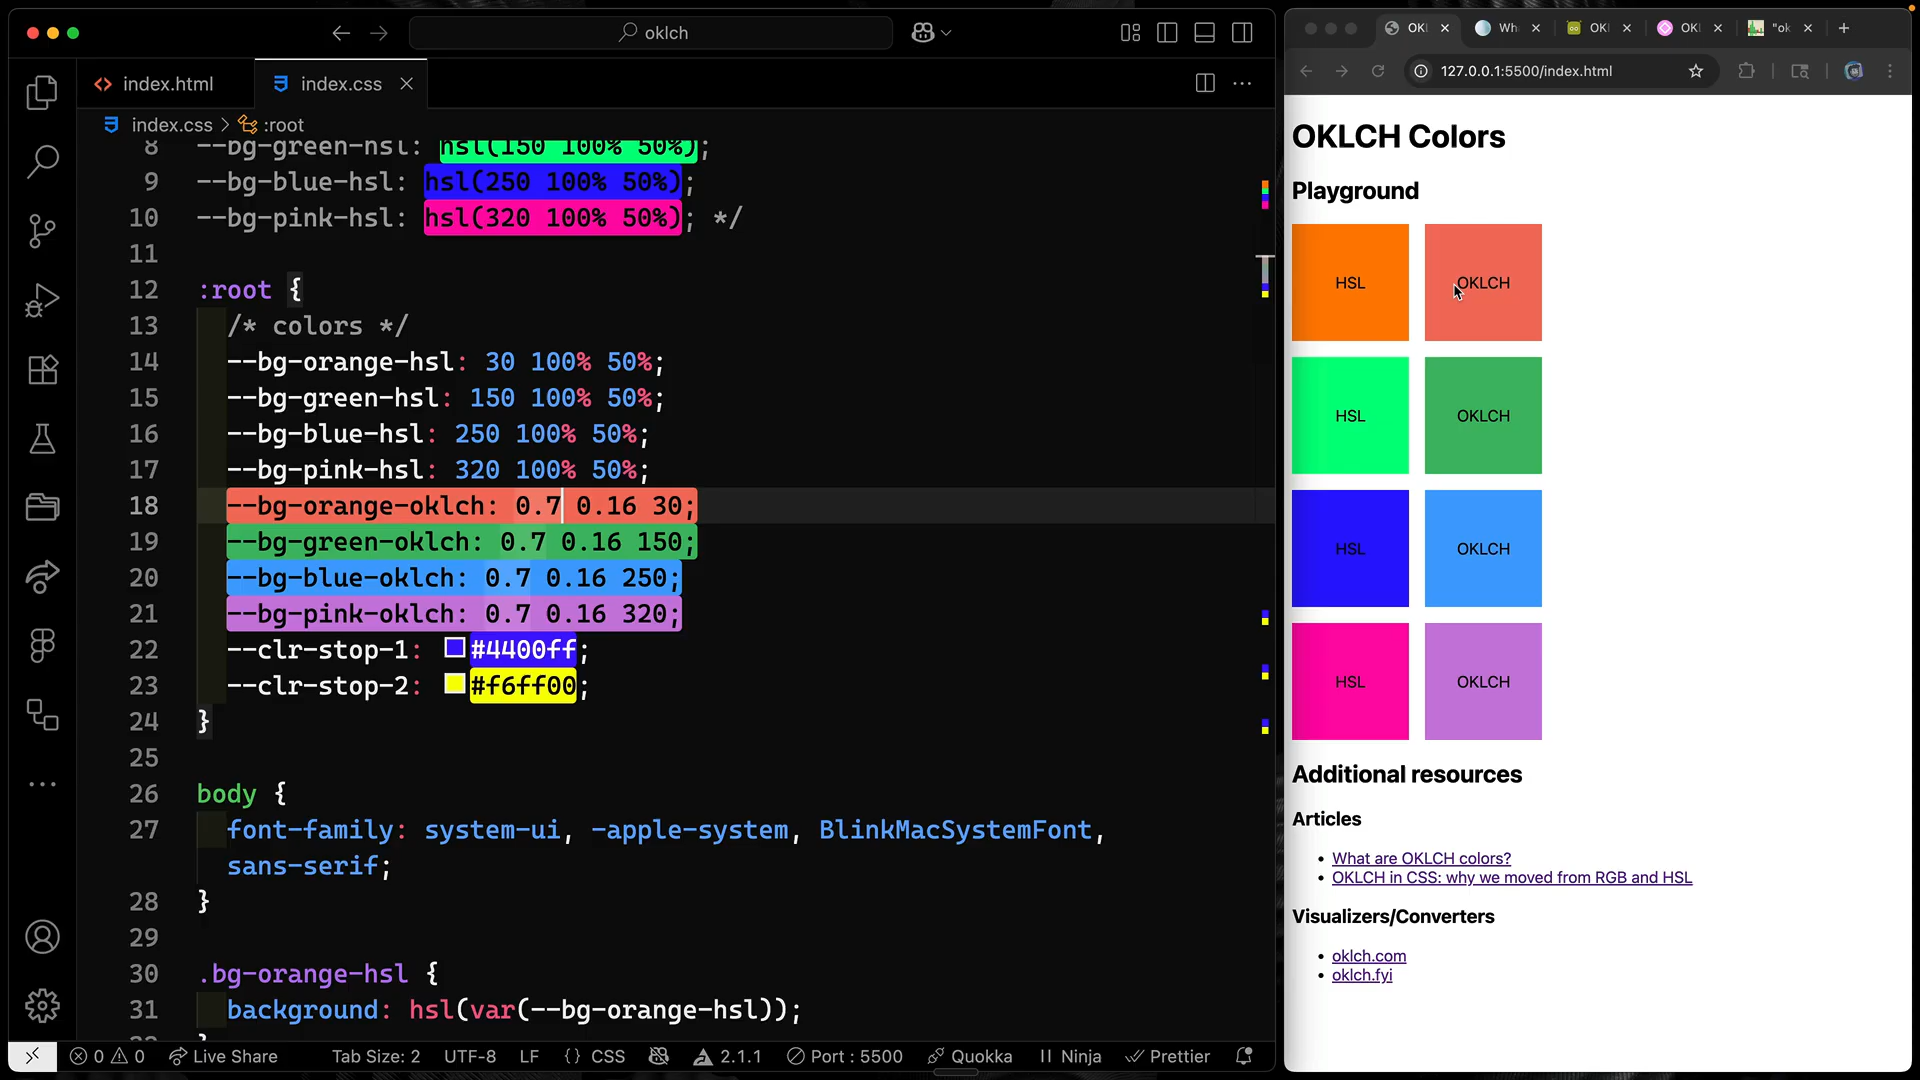 oklch
index.html
index.css
index.css > :root
8 --bg-green-hsl: hsl(150 100% 50%);
9 --bg-blue-hsl: hsl(250 100% 50%);
10 --bg-pink-hsl: hsl(320 100% 50%); */
11
12 :root {
13 /* colors */
14 --bg-orange-hsl: 30 100% 50%;
15 --bg-green-hsl: 150 100% 50%;
16 --bg-blue-hsl: 250 100% 50%;
17 --bg-pink-hsl: 320 100% 50%;
18 --bg-orange-oklch: 0.7 0.16 30;
19 --bg-green-oklch: 0.7 0.16 150;
20 --bg-blue-oklch: 0.7 0.16 250;
21 --bg-pink-oklch: 0.7 0.16 320;
22 --clr-stop-1: #4400ff;
23 --clr-stop-2: #f6ff00;
24 }
25
26 body {
27 font-family: system-ui, -apple-system, BlinkMacSystemFont,
sans-serif;
28 }
29
30 .bg-orange-hsl {
31 background: hsl(var(--bg-orange-hsl));
0 0 Live Share Tab Size: 2 UTF-8 LF {} CSS 2.1.1 Port : 5500 Quokka Ninja Prettier
OK Wh OK OK "ok
127.0.0.1:5500/index.html
OKLCH Colors
Playground
HSL OKLCH
HSL OKLCH
HSL OKLCH
HSL OKLCH
Additional resources
Articles
• What are OKLCH colors?
• OKLCH in CSS: why we moved from RGB and HSL
Visualizers/Converters
• oklch.com
• oklch.fyi